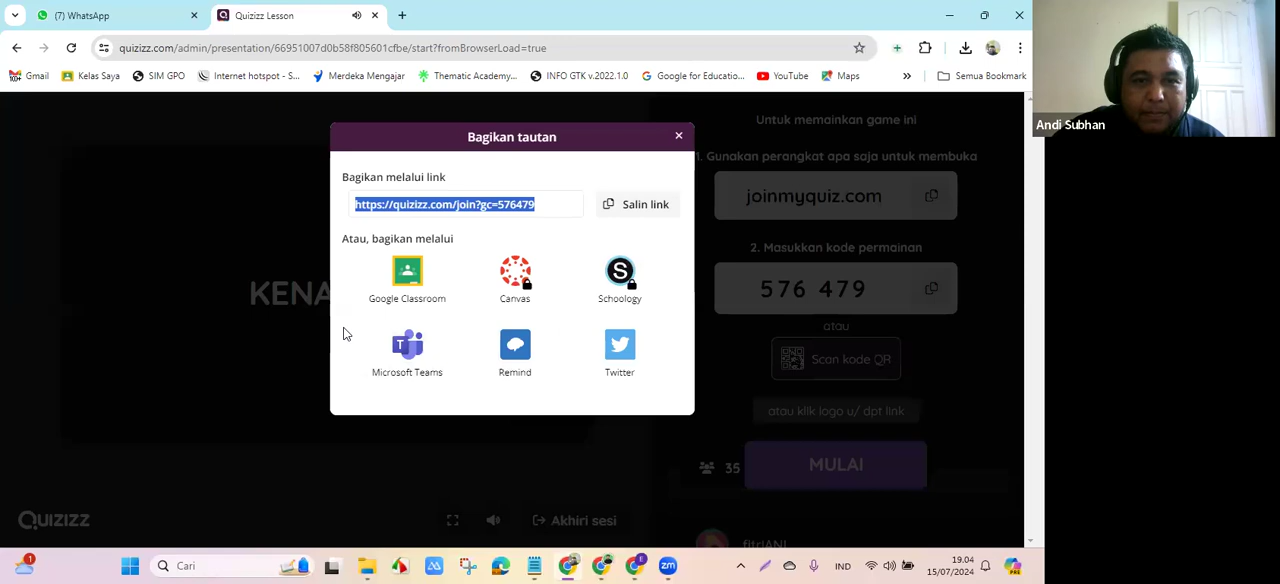 (7) WhatsApp
Quizizz Lesson
quizizz.com/admin/presentation/66951007d0b58f805601cfbe/start?fromBrowserLoad=true
Gmail
Kelas Saya
SIM GPO
Internet hotspot - S...
Merdeka Mengajar
Thematic Academy...
INFO GTK v.2022.1.0
Google for Educatio...
YouTube
Maps
Semua Bookmark
Andi Subhan
Bagikan tautan
Bagikan melalui link
https://quizizz.com/join?gc=576479
Salin link
Atau, bagikan melalui
Google Classroom
Canvas
Schoology
Microsoft Teams
Remind
Twitter
KENA
Untuk memainkan game ini
1. Gunakan perangkat apa saja untuk membuka
joinmyquiz.com
2. Masukkan kode permainan
576 479
atau
Scan kode QR
atau klik logo u/ dpt link
35
MULAI
fitriANI
QUIZIZZ
Akhiri sesi
Cari
IND
19.04
15/07/2024